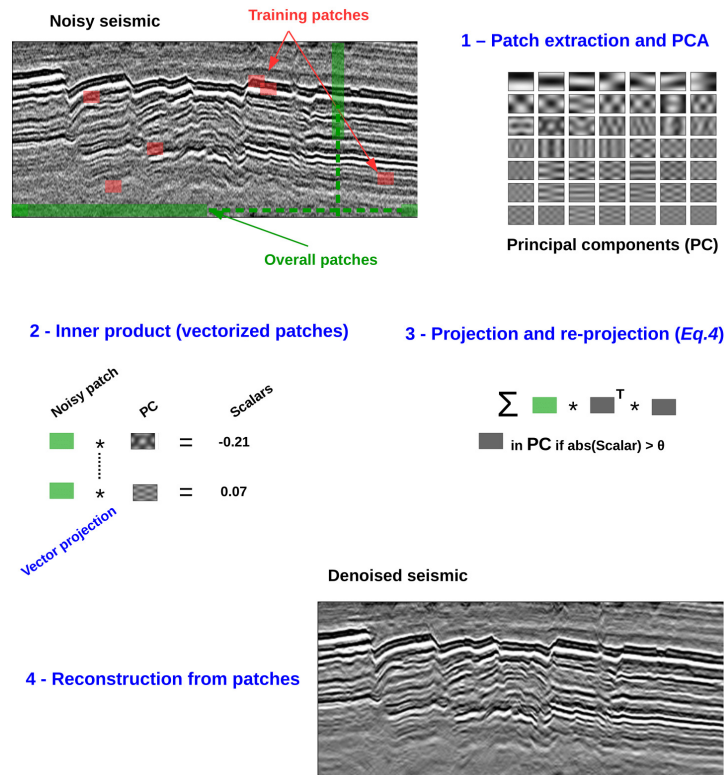 Training patches
Noisy seismic
1 – Patch extraction and PCA
Principal components (PC)
Overall patches
2 - Inner product (vectorized patches)
3 - Projection and re-projection (Eq.4)
Noisy patch
PC
Scalars
* = -0.21
* = 0.07
Vector projection
Σ * T *
in PC if abs(Scalar) > θ
Denoised seismic
4 - Reconstruction from patches